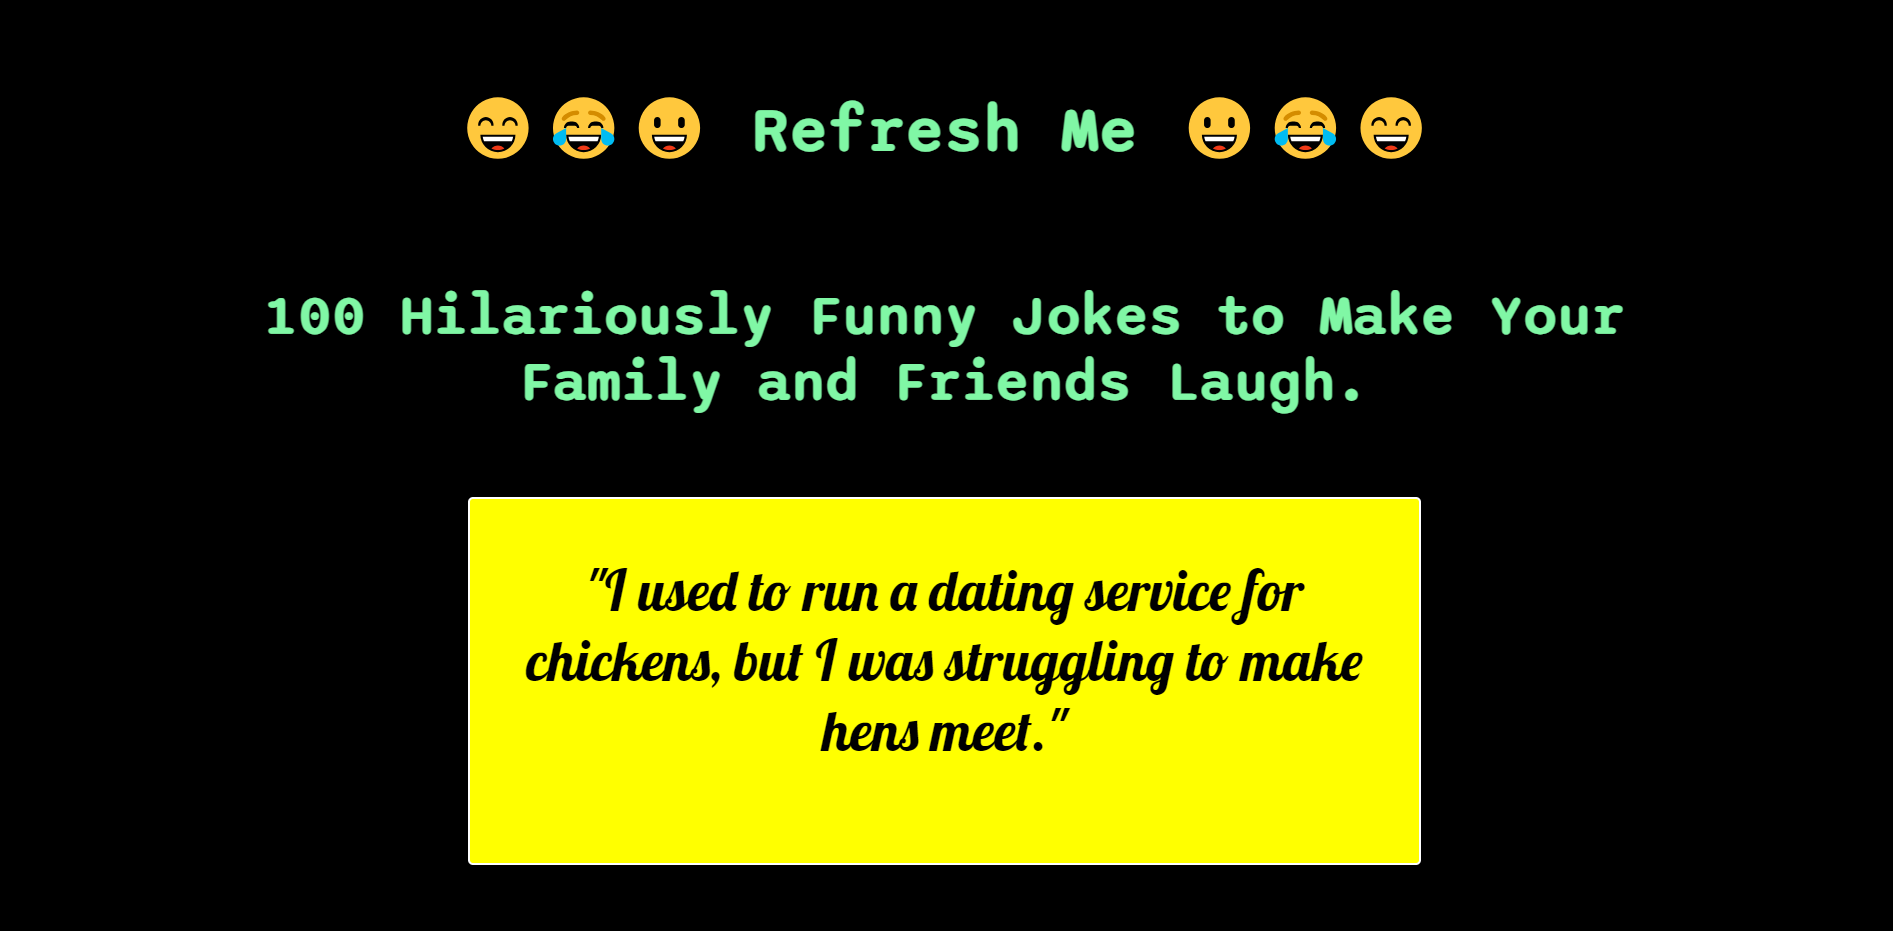 Refresh Me
100 Hilariously Funny Jokes to Make Your
Family and Friends Laugh.
"I used to run a dating service for
chickens, but I was struggling to make
hens meet."